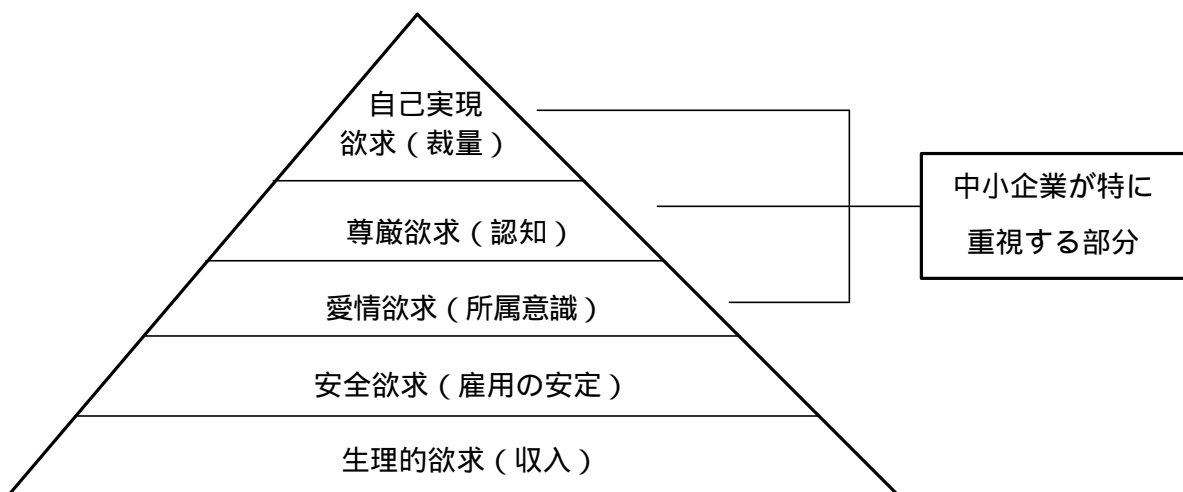 自己実現
欲求（裁量）
尊厳欲求（認知）
愛情欲求（所属意識）
安全欲求（雇用の安定）
生理的欲求（収入）
中小企業が特に
重視する部分